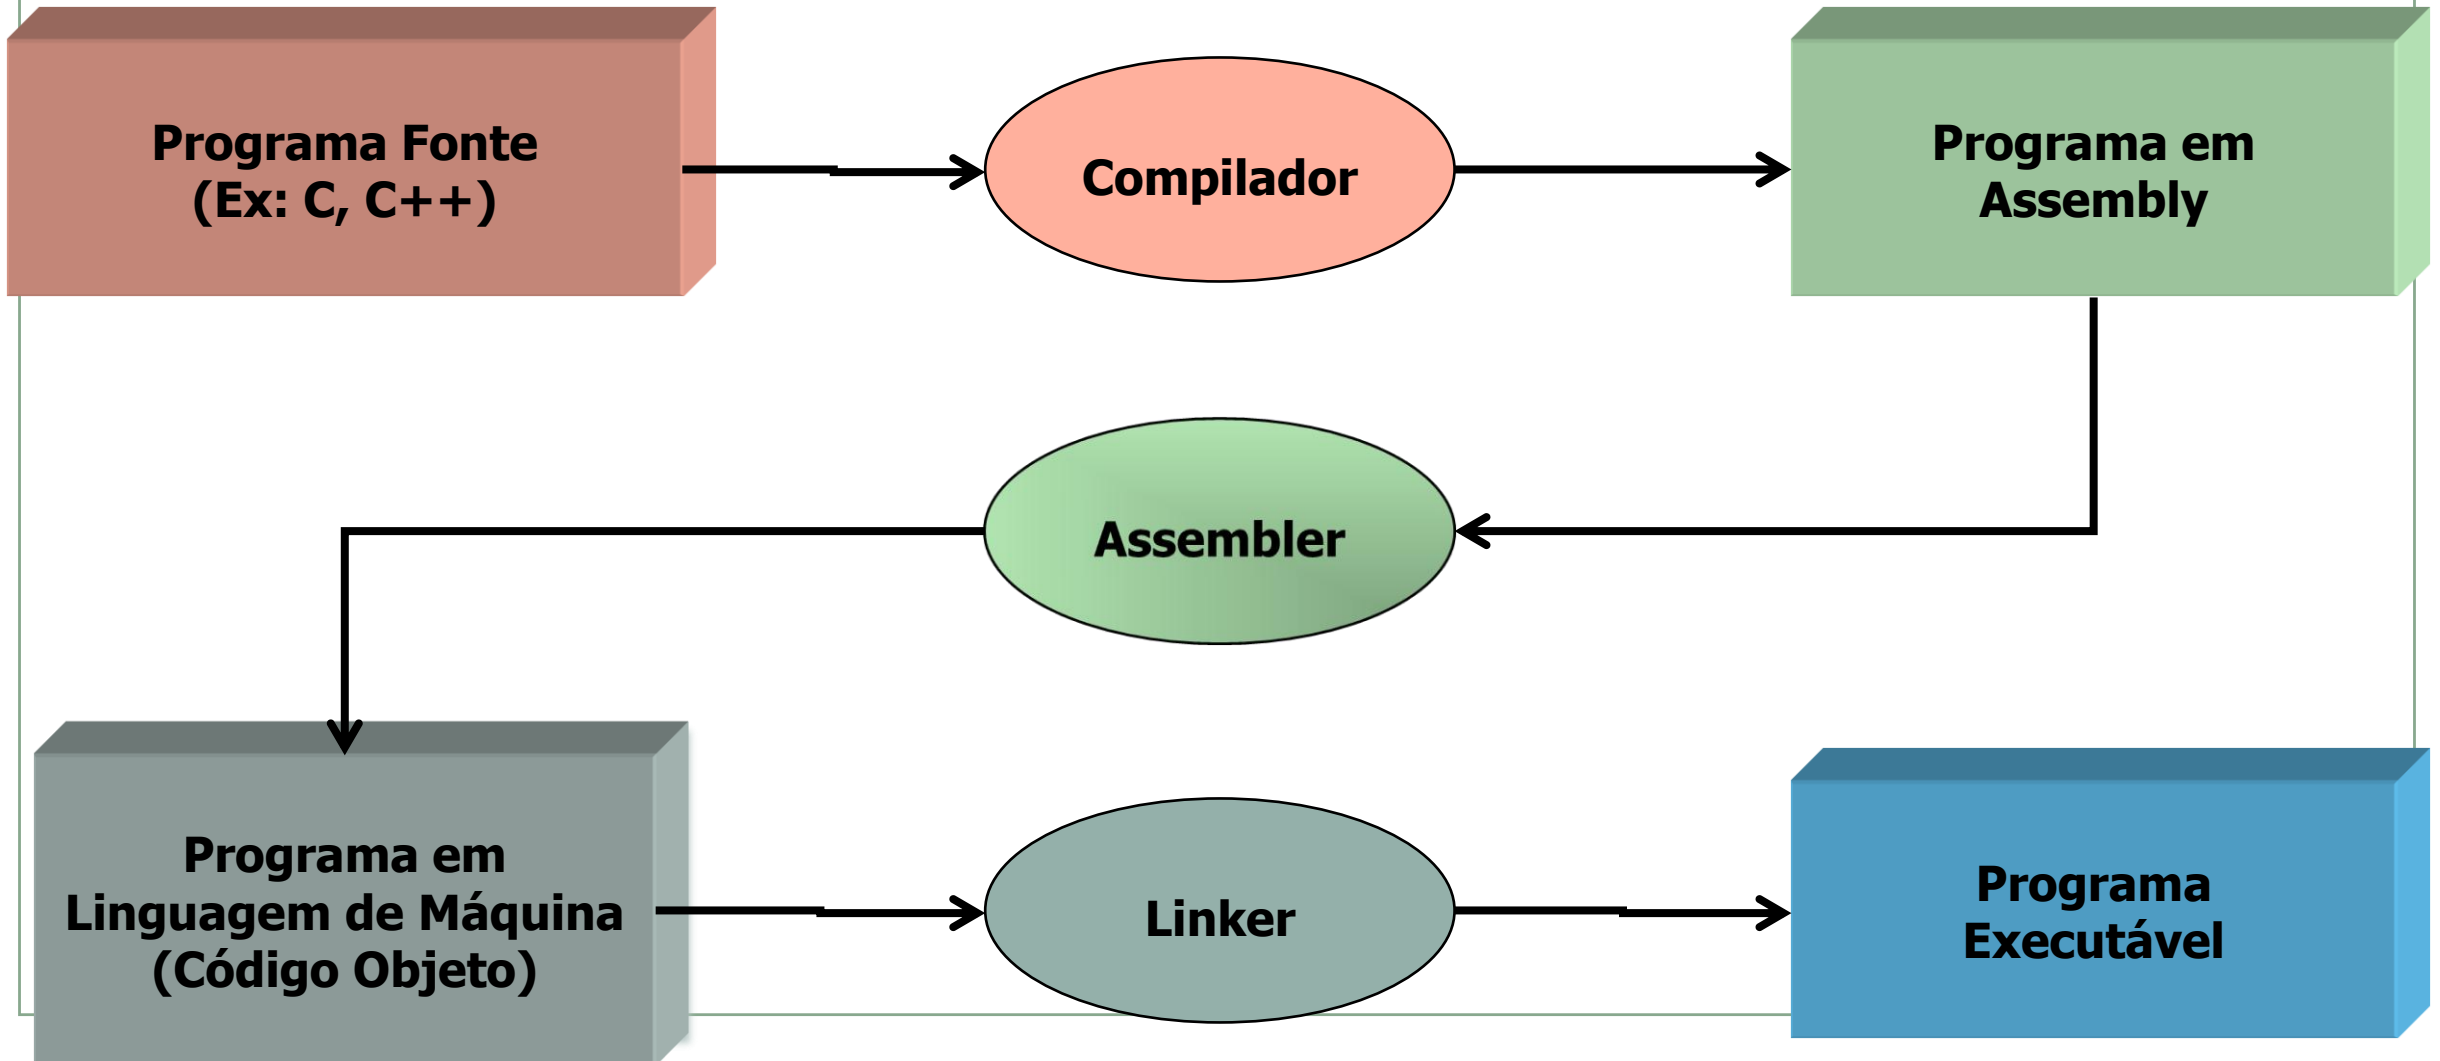 Programa Fonte
(Ex: C, C++)
Compilador
Programa em
Assembly
Assembler
Programa em
Linguagem de Máquina
(Código Objeto)
Linker
Programa
Executável